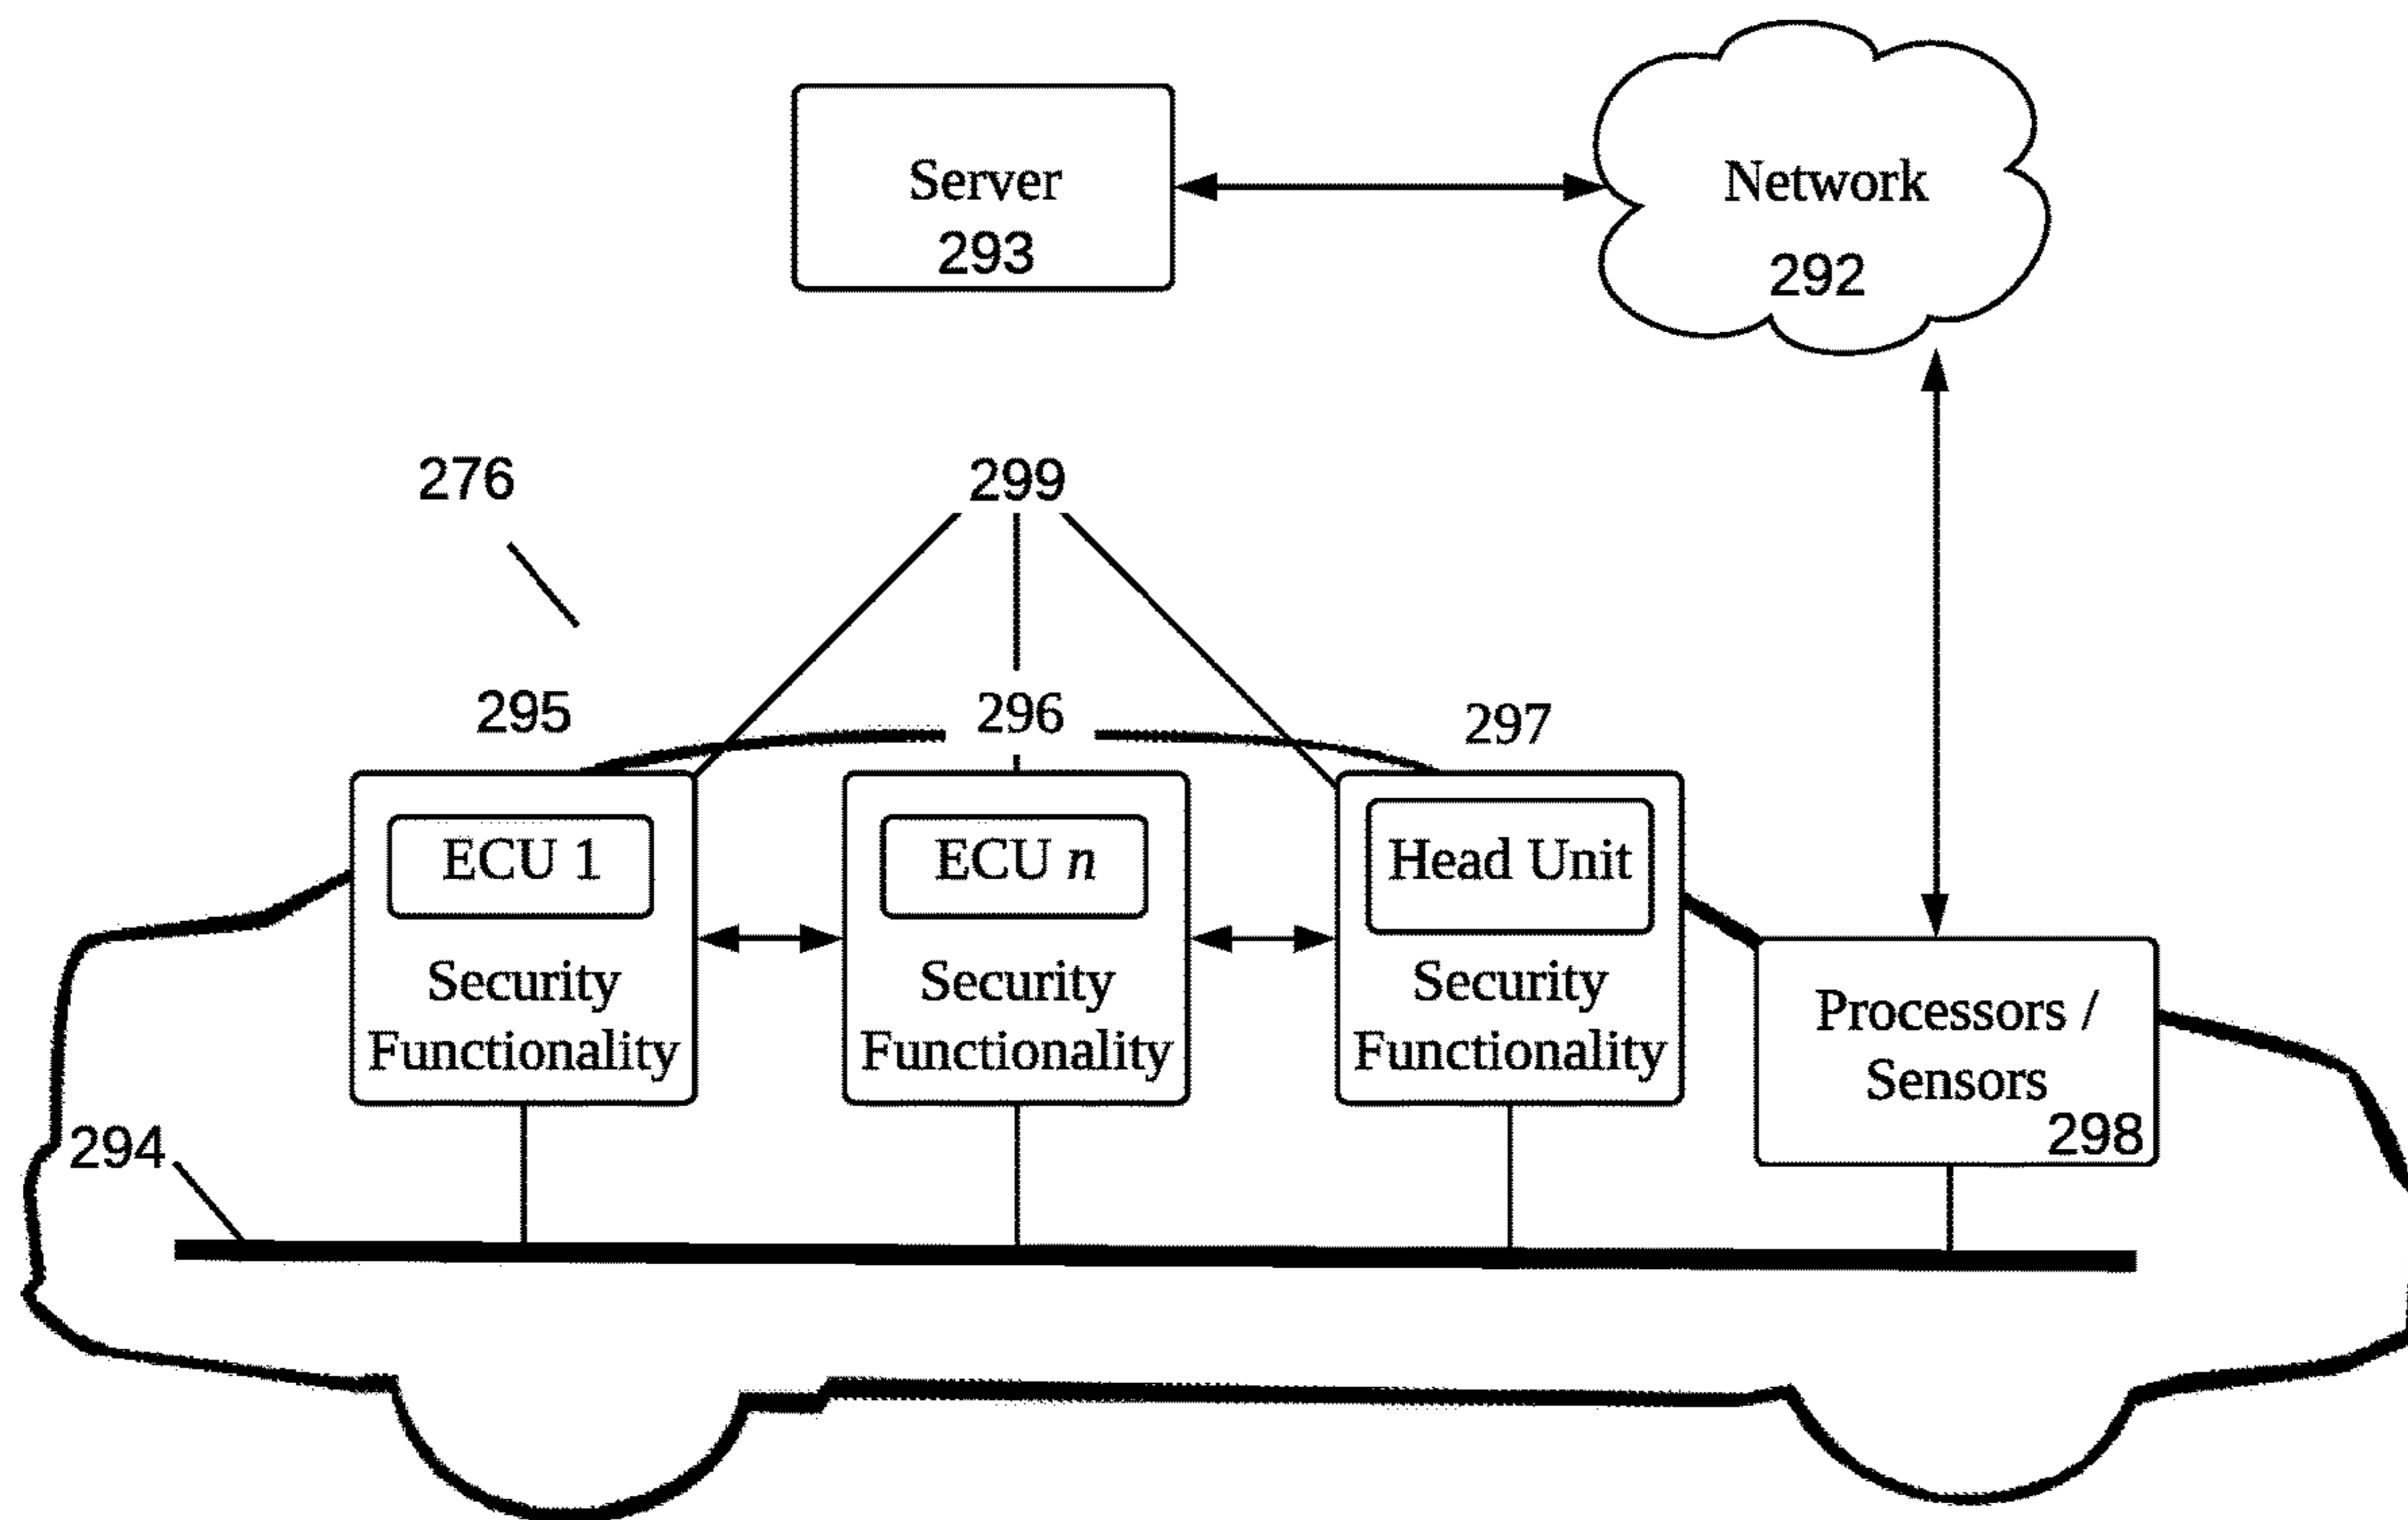 Server
293
Network
292
276
299
295
296
297
ECU 1
Security
Functionality
ECU n
Security
Functionality
Head Unit
Security
Functionality
Processors /
Sensors
298
294